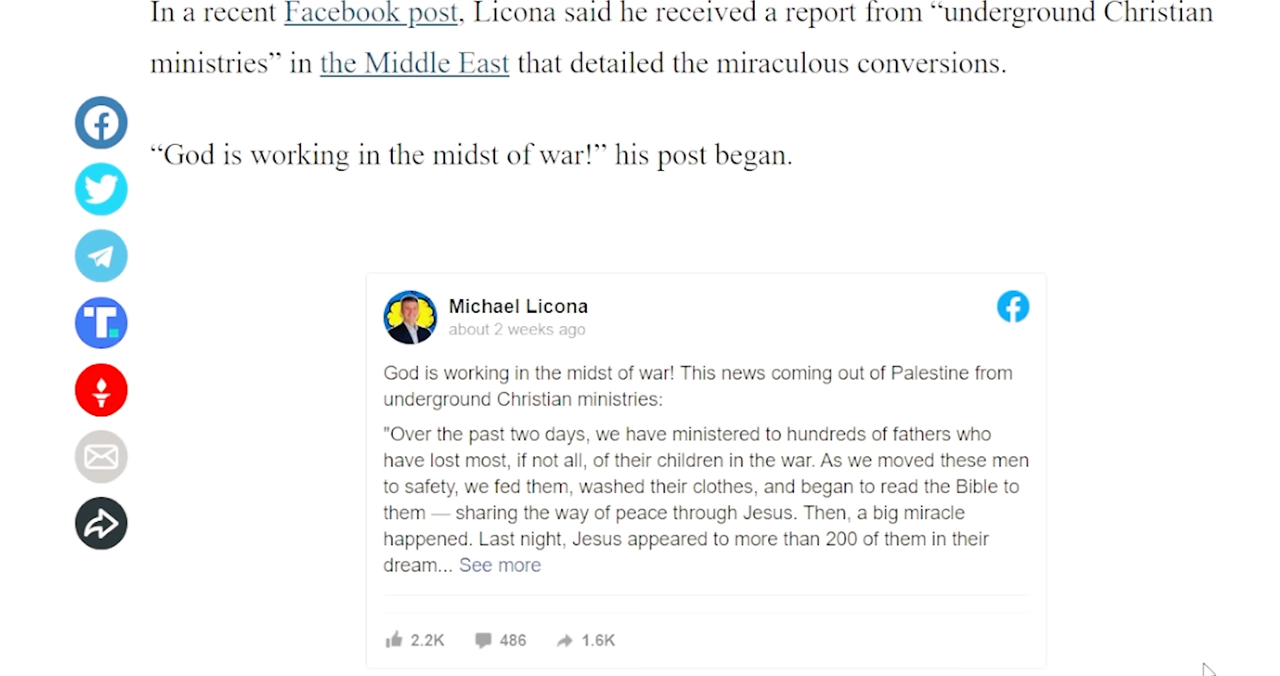 In a recent Facebook post, Licona said he received a report from “underground Christian
ministries” in the Middle East that detailed the miraculous conversions.
“God is working in the midst of war!” his post began.
Michael Licona
about 2 weeks ago
God is working in the midst of war! This news coming out of Palestine from
underground Christian ministries:
"Over the past two days, we have ministered to hundreds of fathers who
have lost most, if not all, of their children in the war. As we moved these men
to safety, we fed them, washed their clothes, and began to read the Bible to
them — sharing the way of peace through Jesus. Then, a big miracle
happened. Last night, Jesus appeared to more than 200 of them in their
dream... See more
2.2K 486 1.6K